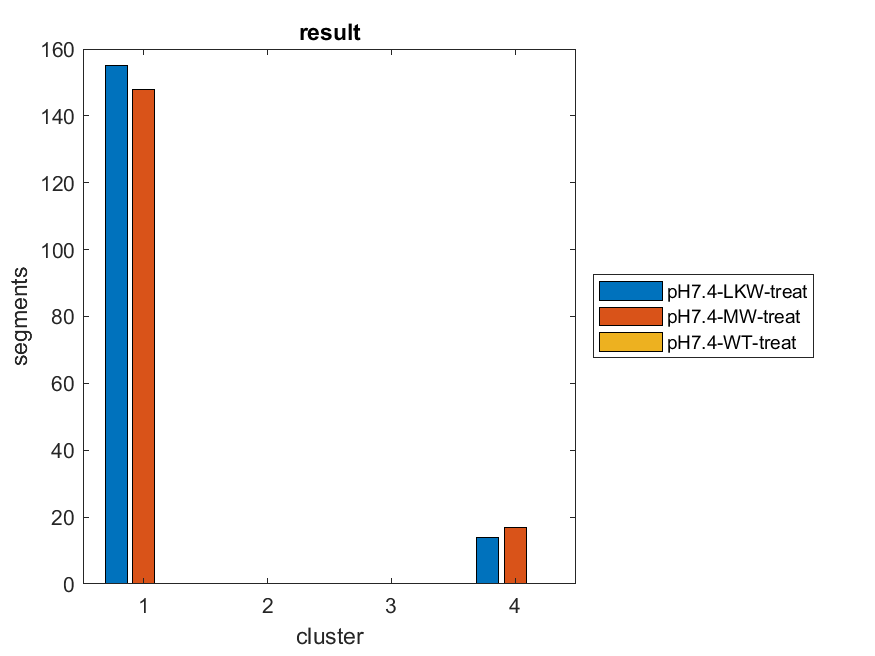 result
160
140
120
100
80
60
40
20
0
segments
1 2 3 4
cluster
pH7.4-LKW-treat
pH7.4-MW-treat
pH7.4-WT-treat